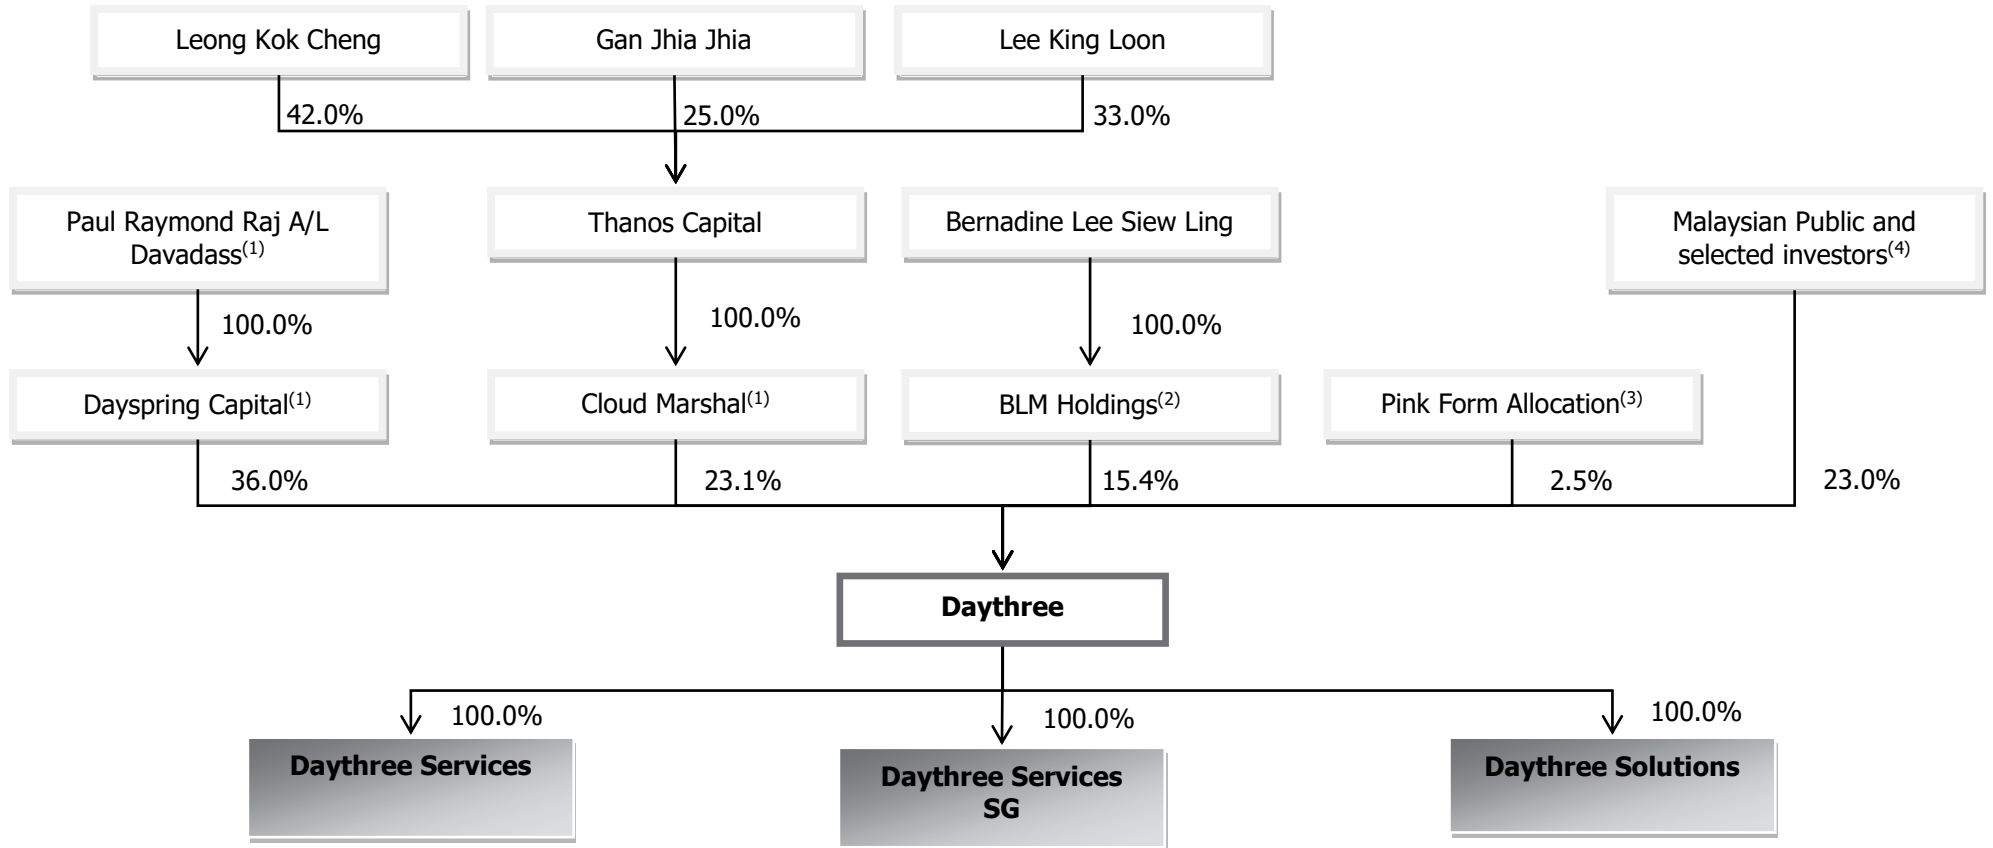 Leong Kok Cheng
Gan Jhia Jhia
Lee King Loon
42.0%
25.0%
33.0%
Paul Raymond Raj A/L
Davadass(1)
Thanos Capital
Bernadine Lee Siew Ling
Malaysian Public and
selected investors(4)
100.0%
100.0%
100.0%
Dayspring Capital(1)
Cloud Marshal(1)
BLM Holdings(2)
Pink Form Allocation(3)
36.0%
23.1%
15.4%
2.5%
23.0%
Daythree
100.0%
100.0%
100.0%
Daythree Services
Daythree Services
SG
Daythree Solutions